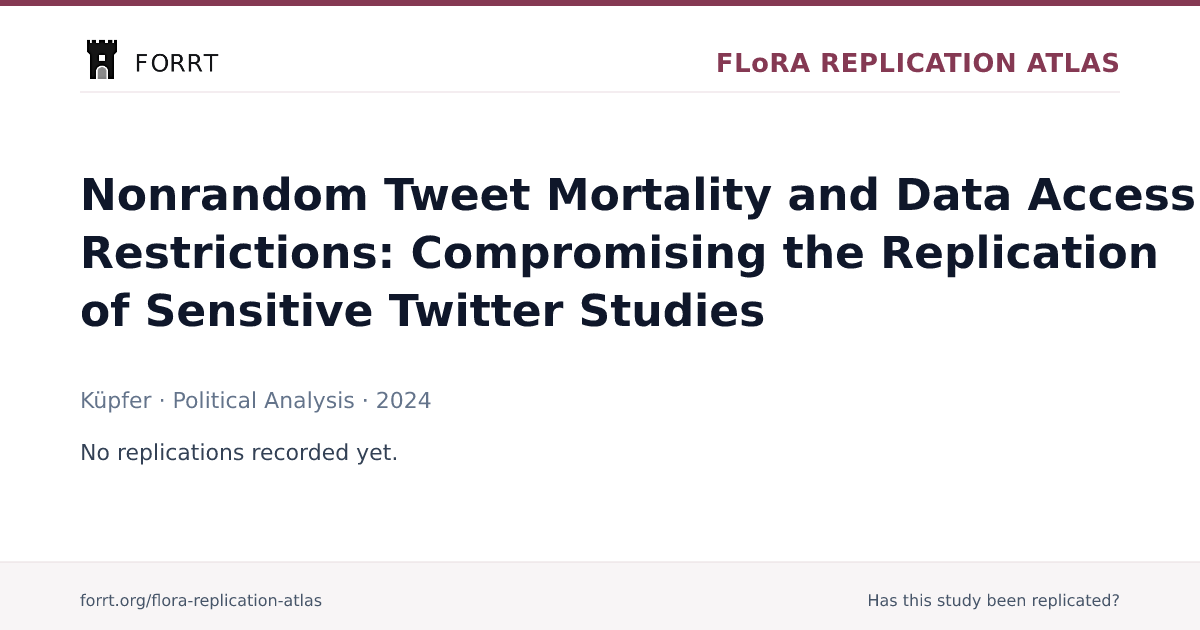 FORRT
FLoRA REPLICATION ATLAS
Nonrandom Tweet Mortality and Data Access
Restrictions: Compromising the Replication
of Sensitive Twitter Studies
Küpfer · Political Analysis · 2024
No replications recorded yet.
forrt.org/flora-replication-atlas
Has this study been replicated?